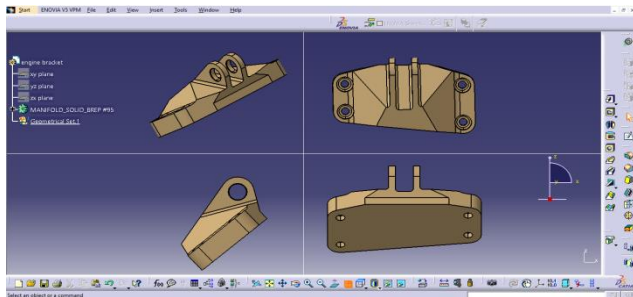 Start ENOVIA V5 VPM File Edit View Insert Tools Window Help
ENOVIA
engine bracket
xy plane
yz plane
zx plane
MANIFOLD_SOLID_BREP #95
Geometrical Set.1
Select an object or a command